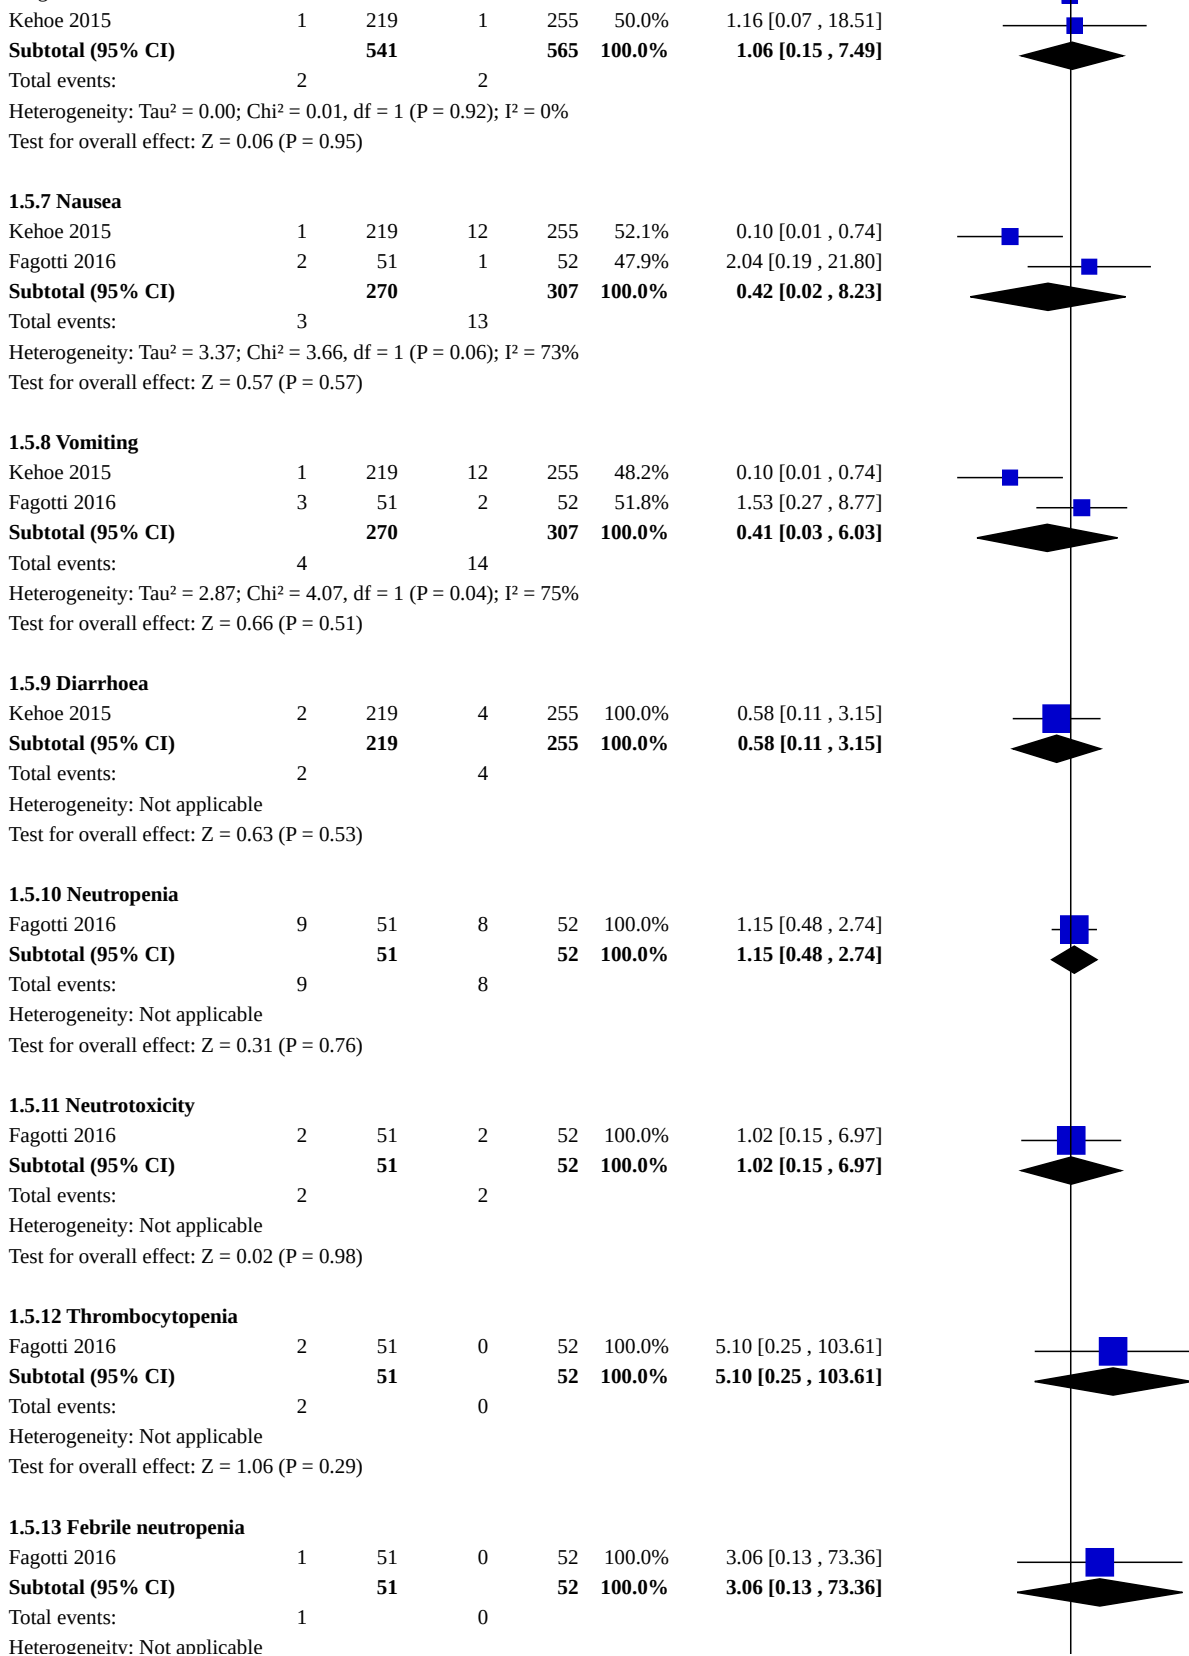 Kehoe 2015 1 219 1 255 50.0% 1.16 [0.07 , 18.51]
Subtotal (95% CI) 541 565 100.0% 1.06 [0.15 , 7.49]
Total events: 2 2
Heterogeneity: Tau² = 0.00; Chi² = 0.01, df = 1 (P = 0.92); I² = 0%
Test for overall effect: Z = 0.06 (P = 0.95)
1.5.7 Nausea
Kehoe 2015 1 219 12 255 52.1% 0.10 [0.01 , 0.74]
Fagotti 2016 2 51 1 52 47.9% 2.04 [0.19 , 21.80]
Subtotal (95% CI) 270 307 100.0% 0.42 [0.02 , 8.23]
Total events: 3 13
Heterogeneity: Tau² = 3.37; Chi² = 3.66, df = 1 (P = 0.06); I² = 73%
Test for overall effect: Z = 0.57 (P = 0.57)
1.5.8 Vomiting
Kehoe 2015 1 219 12 255 48.2% 0.10 [0.01 , 0.74]
Fagotti 2016 3 51 2 52 51.8% 1.53 [0.27 , 8.77]
Subtotal (95% CI) 270 307 100.0% 0.41 [0.03 , 6.03]
Total events: 4 14
Heterogeneity: Tau² = 2.87; Chi² = 4.07, df = 1 (P = 0.04); I² = 75%
Test for overall effect: Z = 0.66 (P = 0.51)
1.5.9 Diarrhoea
Kehoe 2015 2 219 4 255 100.0% 0.58 [0.11 , 3.15]
Subtotal (95% CI) 219 255 100.0% 0.58 [0.11 , 3.15]
Total events: 2 4
Heterogeneity: Not applicable
Test for overall effect: Z = 0.63 (P = 0.53)
1.5.10 Neutropenia
Fagotti 2016 9 51 8 52 100.0% 1.15 [0.48 , 2.74]
Subtotal (95% CI) 51 52 100.0% 1.15 [0.48 , 2.74]
Total events: 9 8
Heterogeneity: Not applicable
Test for overall effect: Z = 0.31 (P = 0.76)
1.5.11 Neutrotoxicity
Fagotti 2016 2 51 2 52 100.0% 1.02 [0.15 , 6.97]
Subtotal (95% CI) 51 52 100.0% 1.02 [0.15 , 6.97]
Total events: 2 2
Heterogeneity: Not applicable
Test for overall effect: Z = 0.02 (P = 0.98)
1.5.12 Thrombocytopenia
Fagotti 2016 2 51 0 52 100.0% 5.10 [0.25 , 103.61]
Subtotal (95% CI) 51 52 100.0% 5.10 [0.25 , 103.61]
Total events: 2 0
Heterogeneity: Not applicable
Test for overall effect: Z = 1.06 (P = 0.29)
1.5.13 Febrile neutropenia
Fagotti 2016 1 51 0 52 100.0% 3.06 [0.13 , 73.36]
Subtotal (95% CI) 51 52 100.0% 3.06 [0.13 , 73.36]
Total events: 1 0
Heterogeneity: Not applicable